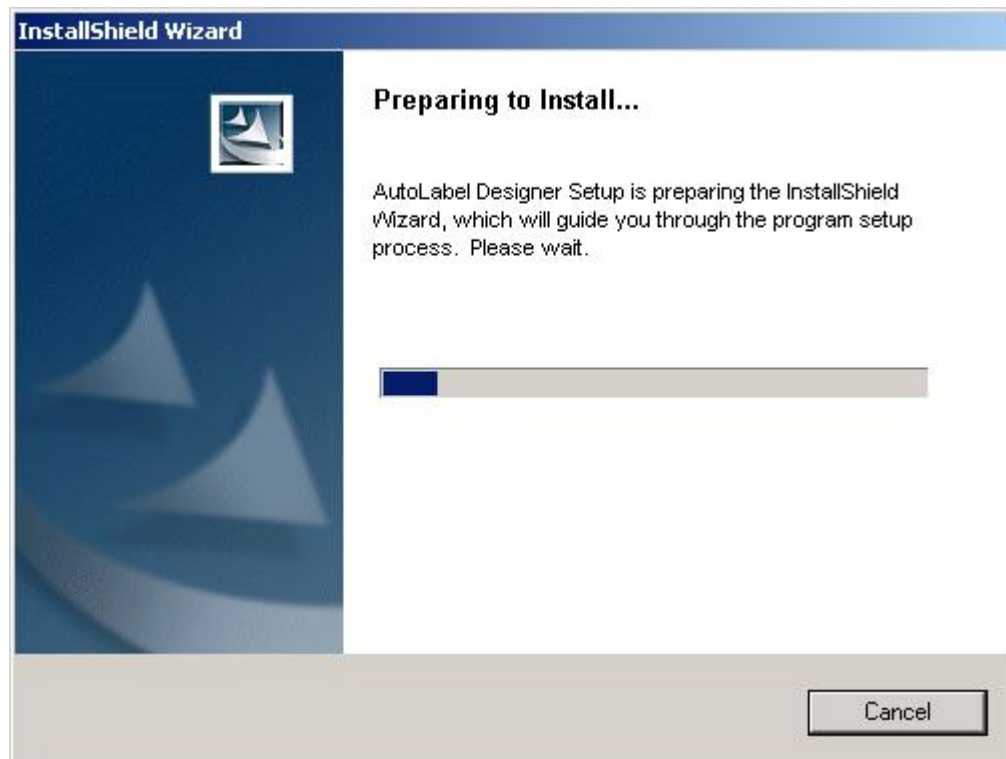 InstallShield Wizard
Preparing to Install...
AutoLabel Designer Setup is preparing the InstallShield
Wizard, which will guide you through the program setup
process. Please wait.
Cancel